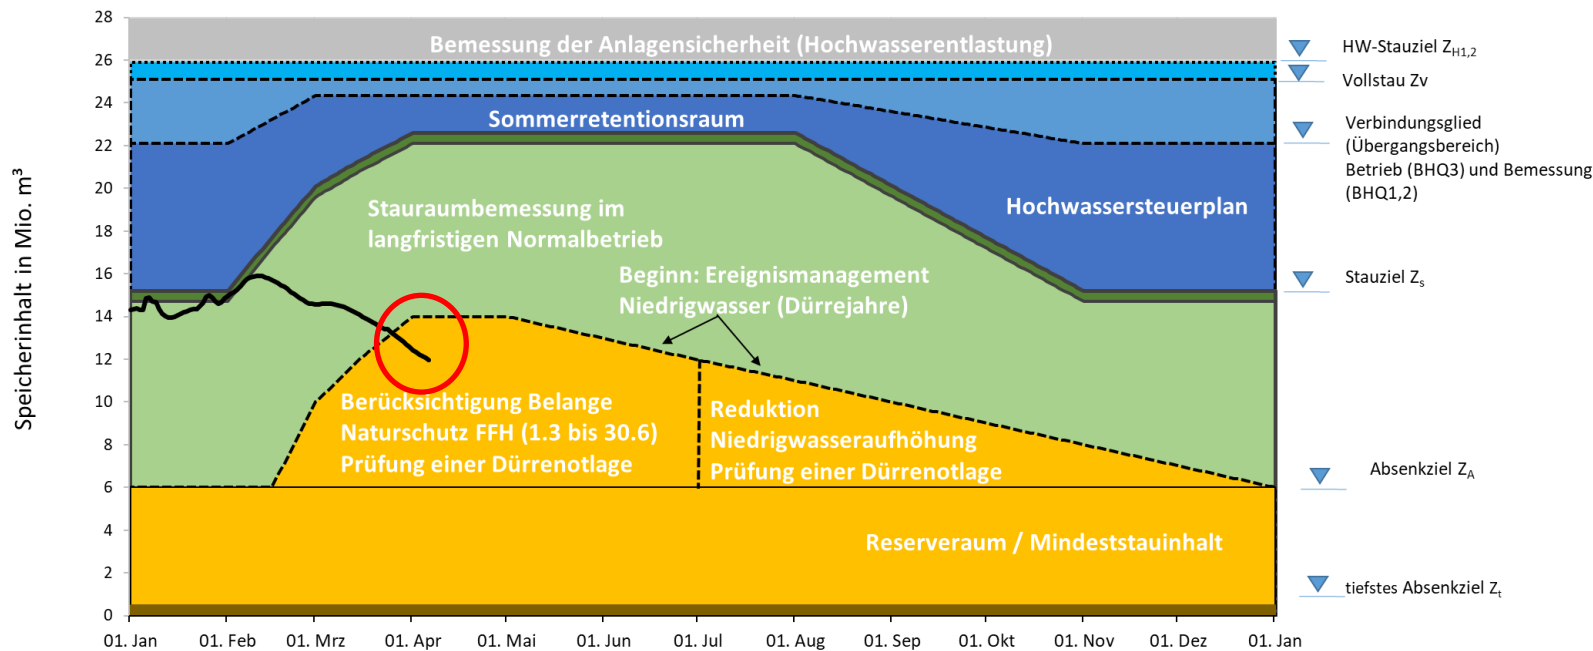 28
26
24
22
20
18
16
14
12
10
8
6
4
2
0
Speicherinhalt in Mio. m³
01. Jan
01. Feb
01. Mrz
01. Apr
01. Mai
01. Jun
01. Jul
01. Aug
01. Sep
01. Okt
01. Nov
01. Dez
01. Jan
Bemessung der Anlagensicherheit (Hochwasserentlastung)
Sommerretentionsraum
Hochwassersteuerplan
Stauraumbemessung im
langfristigen Normalbetrieb
Beginn: Ereignismanagement
Niedrigwasser (Dürrejahre)
Berücksichtigung Belange
Naturschutz FFH (1.3 bis 30.6)
Prüfung einer Dürrenotlage
Reduktion
Niedrigwasseraufhöhung
Prüfung einer Dürrenotlage
Reserveraum / Mindeststauinhalt
HW-Stauziel ZH1,2
Vollstau Zv
Verbindungsglied
(Übergangsbereich)
Betrieb (BHQ3) und Bemessung
(BHQ1,2)
Stauziel Zs
Absenkziel ZA
tiefstes Absenkziel Zt